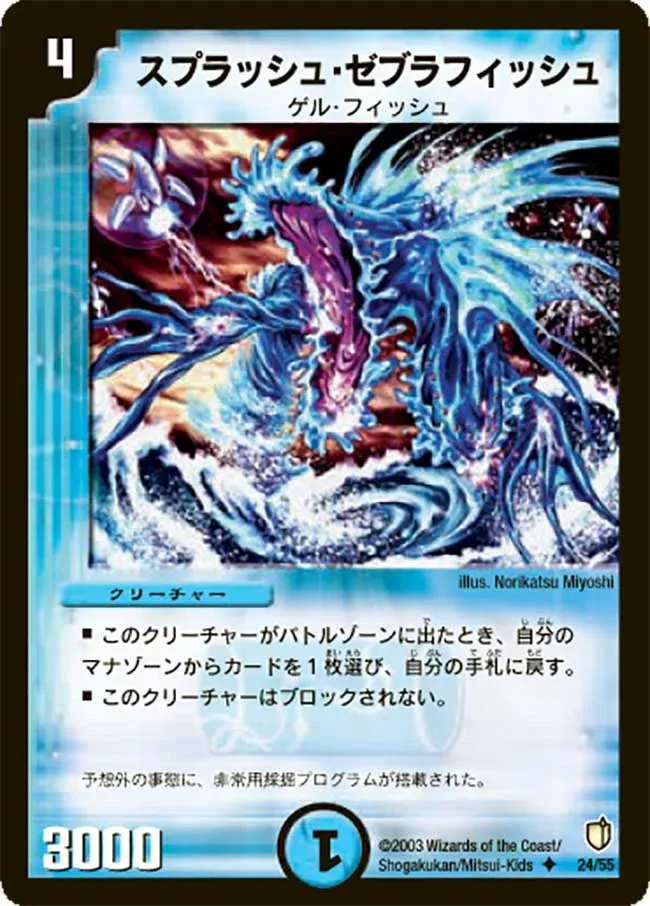 4
スプラッシュ・ゼブラフィッシュ
ゲル・フィッシュ
illus. Norikatsu Miyoshi
クリーチャー
■ このクリーチャーがバトルゾーンに出たとき、自分の
マナゾーンからカードを1枚選び、自分の手札に戻す。
■ このクリーチャーはブロックされない。
予想外の事態に、非常用採掘プログラムが搭載された。
3000
1
©2003 Wizards of the Coast/
Shogakukan/Mitsui-Kids ♦ 24/55